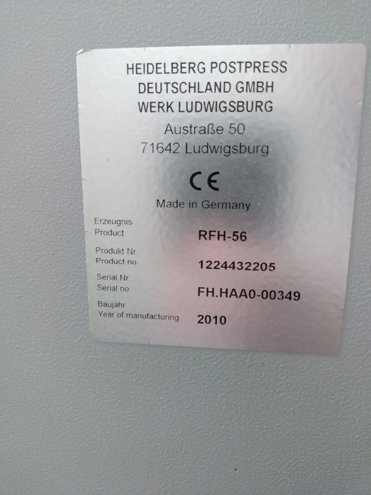 HEIDELBERG POSTPRESS
DEUTSCHLAND GMBH
WERK LUDWIGSBURG
Austraße 50
71642 Ludwigsburg
CE
Made in Germany
Erzeugnis
Product RFH-56
Produkt Nr.
Product no. 1224432205
Serial Nr.
Serial no FH.HAA0-00349
Baujahr
Year of manufacturing 2010